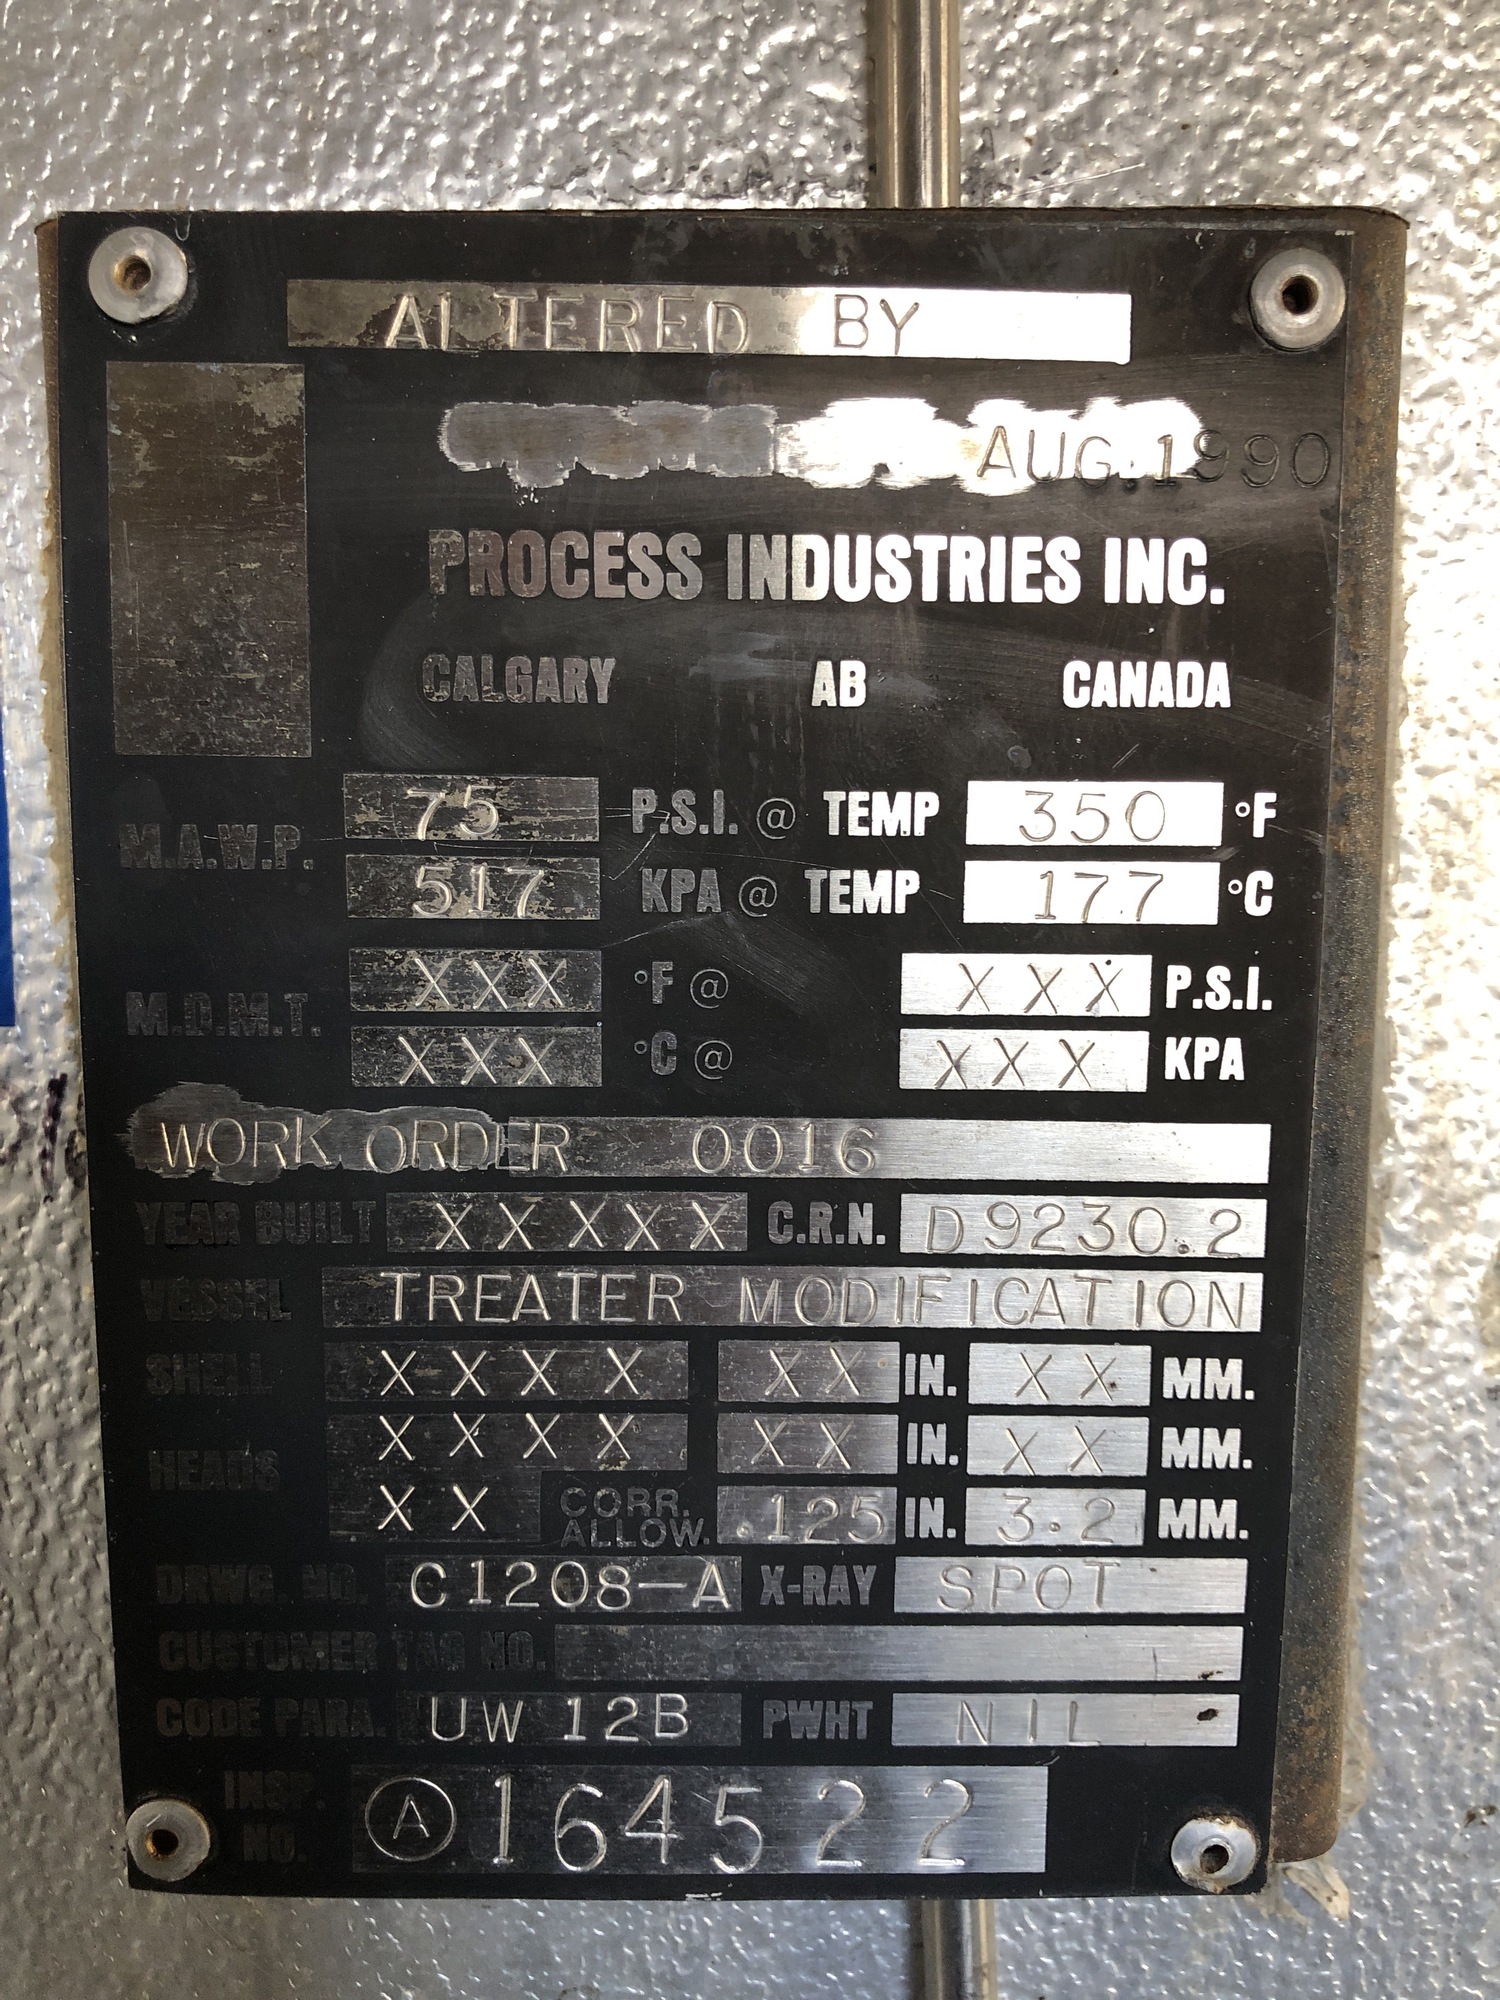 ALTERED BY
AUG.1990
PROCESS INDUSTRIES INC.
CALGARY AB CANADA
M.A.W.P. 75 P.S.I. @ TEMP 350 °F
517 KPA @ TEMP 177 °C
M.D.M.T. XXX °F @ XXX P.S.I.
XXX °C @ XXX KPA
WORK ORDER 0016
YEAR BUILT XXXXX C.R.N. D9230.2
VESSEL TREATER MODIFICATION
SHELL XXXX XX IN. XX MM.
HEADS XXXX XX IN. XX MM.
XX CORR. ALLOW. .125 IN. 3.2 MM.
DRWG. NO. C1208-A X-RAY SPOT
CUSTOMER TAG NO.
CODE PARA. UW 12B PWHT NIL
INSP. NO. A 164522